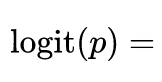 logit(p) =